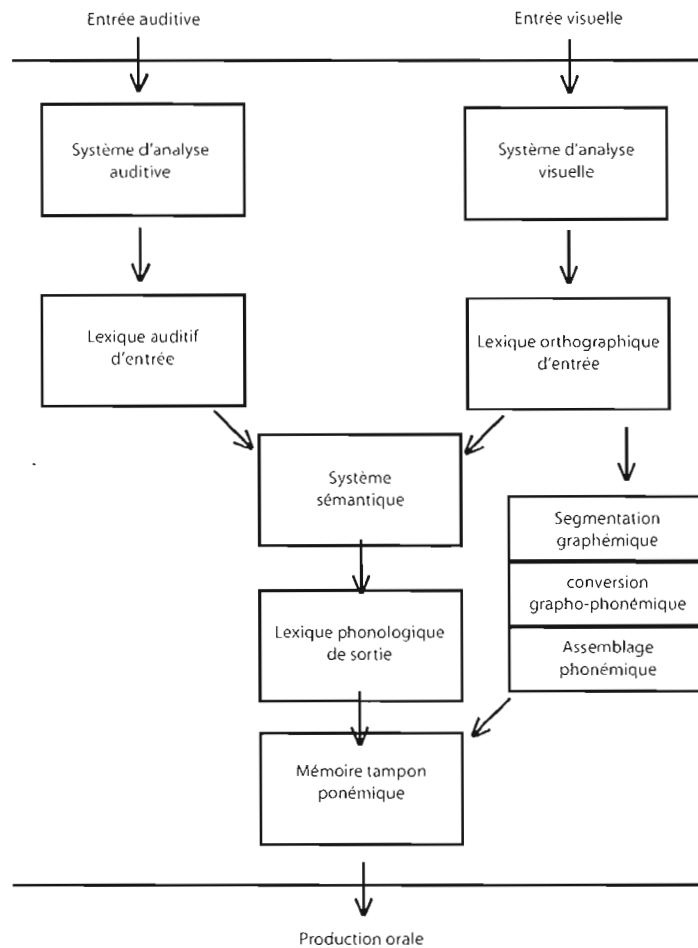 Entrée auditive
Entrée visuelle
Système d'analyse
auditive
Système d'analyse
visuelle
Lexique auditif
d'entrée
Lexique orthographique
d'entrée
Système
sémantique
Segmentation
graphémique
conversion
grapho-phonémique
Assemblage
phonémique
Lexique phonologique
de sortie
Mémoire tampon
ponémique
Production orale